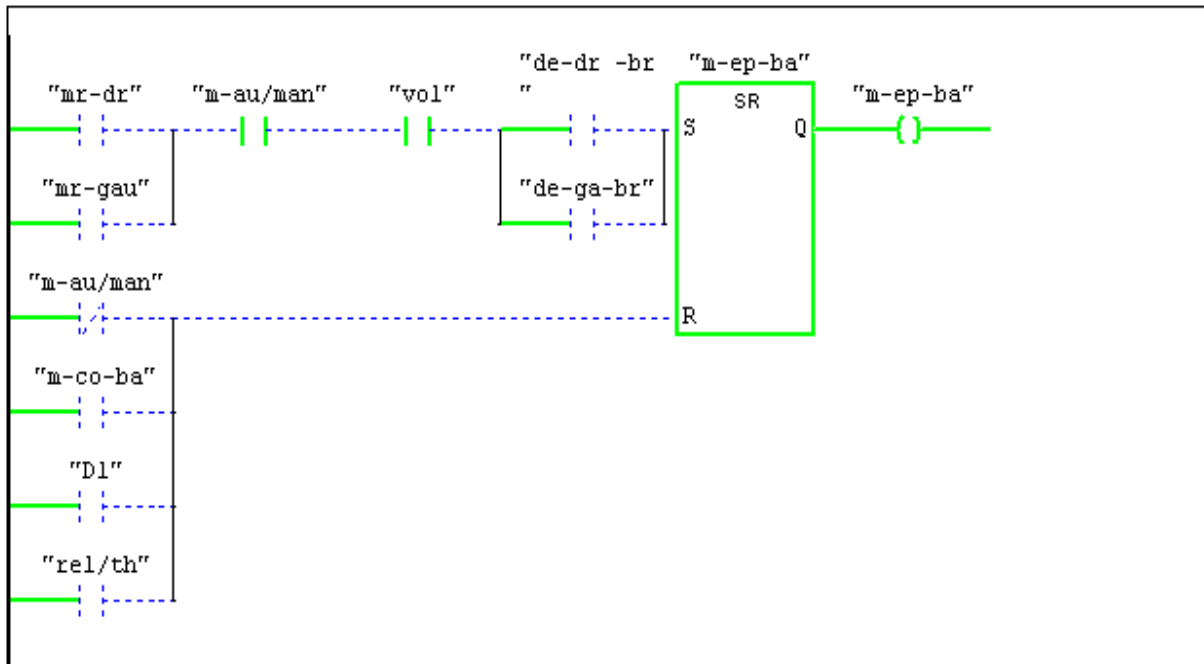 "de-dr -br "m-ep-ba"
"mr-dr" "m-au/man" "vol" " SR "m-ep-ba"
S Q
"mr-gau" "de-ga-br"
"m-au/man"
R
"m-co-ba"
"D1"
"rel/th"